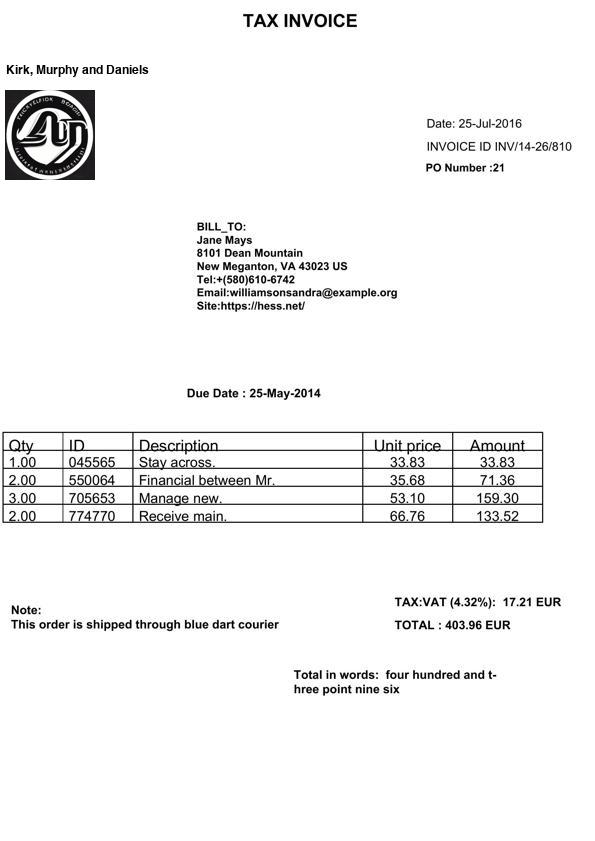 TAX INVOICE
Kirk, Murphy and Daniels
Date: 25-Jul-2016
INVOICE ID INV/14-26/810
PO Number :21
BILL_TO:
Jane Mays
8101 Dean Mountain
New Meganton, VA 43023 US
Tel:+(580)610-6742
Email:williamsonsandra@example.org
Site:https://hess.net/
Due Date : 25-May-2014
Qty ID Description Unit price Amount
1.00 045565 Stay across. 33.83 33.83
2.00 550064 Financial between Mr. 35.68 71.36
3.00 705653 Manage new. 53.10 159.30
2.00 774770 Receive main. 66.76 133.52
TAX:VAT (4.32%): 17.21 EUR
Note:
This order is shipped through blue dart courier
TOTAL : 403.96 EUR
Total in words: four hundred and t-
hree point nine six